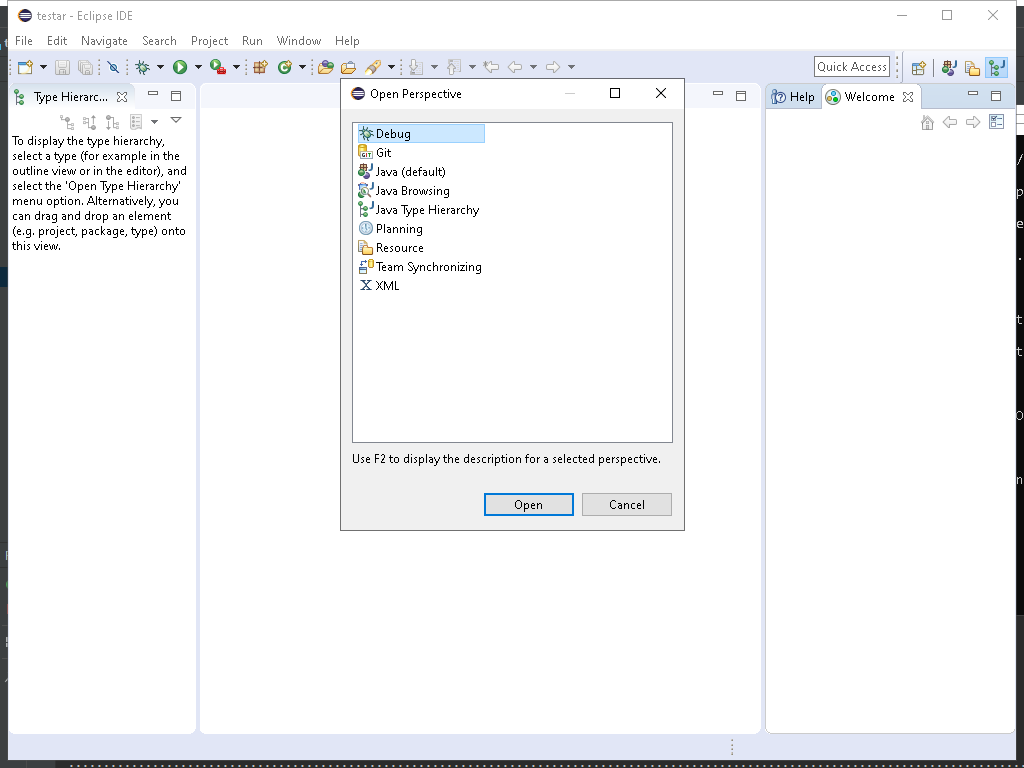 testar - Eclipse IDE
File Edit Navigate Search Project Run Window Help
Quick Access
Type Hierarc...
To display the type hierarchy,
select a type (for example in the
outline view or in the editor), and
select the 'Open Type Hierarchy'
menu option. Alternatively, you
can drag and drop an element
(e.g. project, package, type) onto
this view.
Open Perspective
Debug
Git
Java (default)
Java Browsing
Java Type Hierarchy
Planning
Resource
Team Synchronizing
XML
Use F2 to display the description for a selected perspective.
Open Cancel
Help Welcome